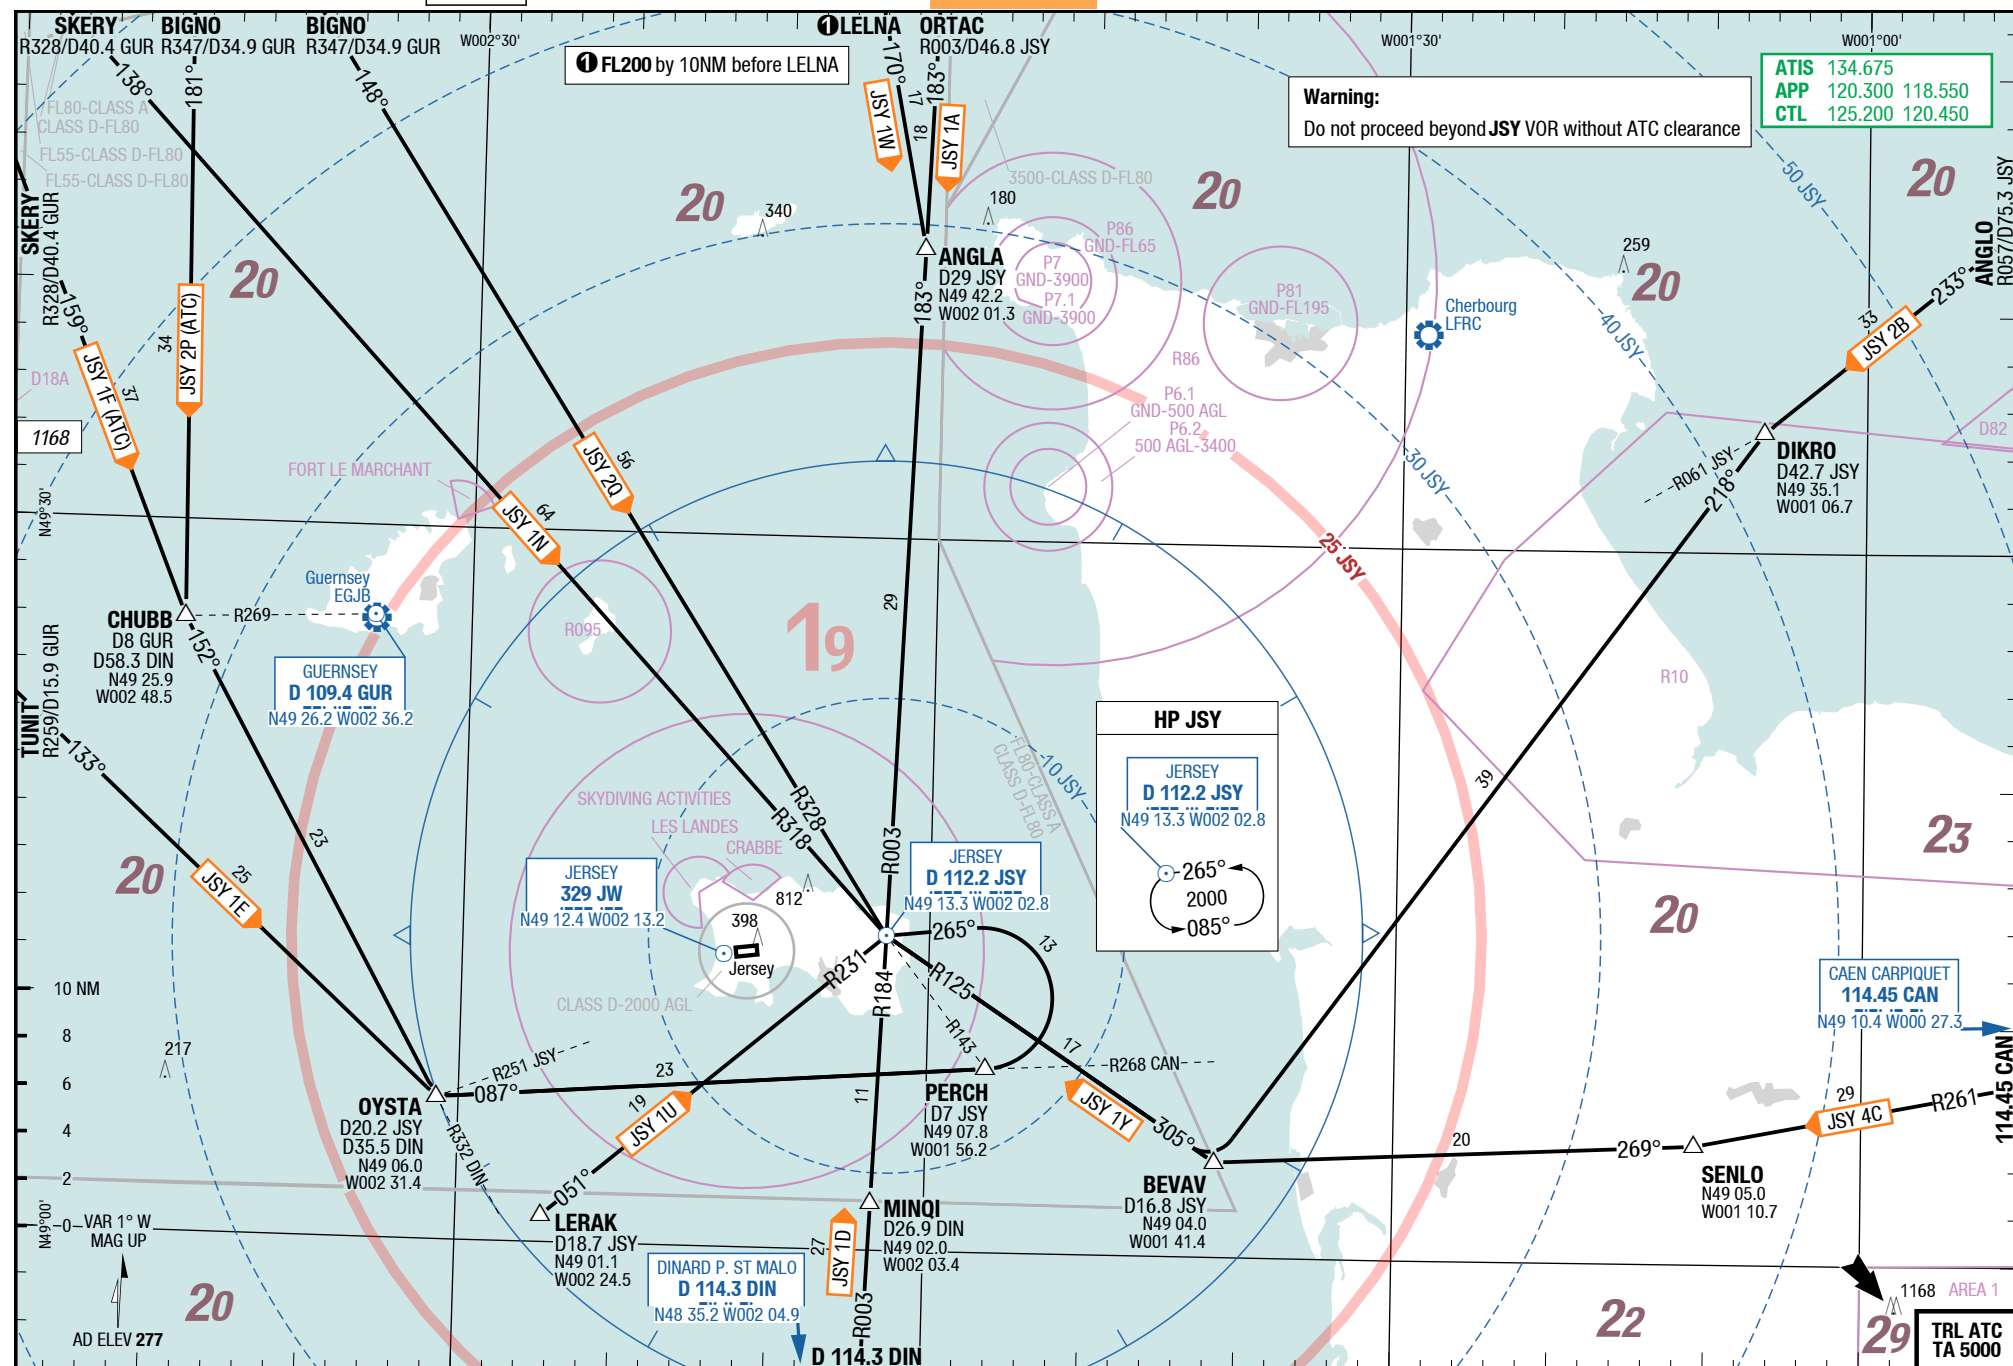 SKERY
R328/D40.4 GUR
BIGNO
R347/D34.9 GUR
BIGNO
R347/D34.9 GUR
W002°30'
❶ FL200 by 10NM before LELNA
❶LELNA
ORTAC
R003/D46.8 JSY
W001°30'
W001°00'
Warning:
Do not proceed beyond JSY VOR without ATC clearance
ATIS 134.675
APP 120.300 118.550
CTL 125.200 120.450
138°
181°
148°
170°
183°
17
18
JSY 1W
JSY 1A
FL80-CLASS A
CLASS D-FL80
FL55-CLASS D-FL80
FL55-CLASS D-FL80
3500-CLASS D-FL80
50 JSY
20
20
20
20
20
340
180
259
SKERY
R328/D40.4 GUR
159°
ANGLO
R057/D75.3 JSY
233°
33
JSY 2B
ANGLA
D29 JSY
N49 42.2
W002 01.3
183°
P86
GND-FL65
P7
GND-3900
P7.1
GND-3900
P81
GND-FL195
Cherbourg
LFRC
40 JSY
R86
P6.1
GND-500 AGL
P6.2
500 AGL-3400
34
JSY 2P (ATC)
37
JSY 1F (ATC)
D18A
1168
FORT LE MARCHANT
56
JSY 2Q
64
JSY 1N
30 JSY
25 JSY
R061 JSY
218°
DIKRO
D42.7 JSY
N49 35.1
W001 06.7
D82
N49°30'
Guernsey
EGJB
R269
CHUBB
D8 GUR
D58.3 DIN
N49 25.9
W002 48.5
152°
GUERNSEY
D 109.4 GUR
N49 26.2 W002 36.2
R095
19
29
R10
TUNIT
R259/D15.9 GUR
133°
HP JSY
JERSEY
D 112.2 JSY
N49 13.3 W002 02.8
265°
2000
085°
FL80-CLASS A
CLASS D-FL80
10 JSY
39
SKYDIVING ACTIVITIES
LES LANDES
CRABBE
R328
R318
R003
23
20
25
JSY 1E
23
20
JERSEY
329 JW
N49 12.4 W002 13.2
812
398
Jersey
JERSEY
D 112.2 JSY
N49 13.3 W002 02.8
265°
13
R231
R184
R125
R143
CLASS D-2000 AGL
CAEN CARPIQUET
114.45 CAN
N49 10.4 W000 27.3
114.45 CAN
10 NM
8
6
4
2
0
217
R251 JSY
087°
23
OYSTA
D20.2 JSY
D35.5 DIN
N49 06.0
W002 31.4
R332 DIN
19
JSY 1U
051°
11
PERCH
D7 JSY
N49 07.8
W001 56.2
17
R268 CAN
JSY 1Y
305°
20
269°
29
JSY 4C
R261
BEVAV
D16.8 JSY
N49 04.0
W001 41.4
SENLO
N49 05.0
W001 10.7
N49°00'
VAR 1° W
MAG UP
LERAK
D18.7 JSY
N49 01.1
W002 24.5
MINQI
D26.9 DIN
N49 02.0
W002 03.4
27
JSY 1D
DINARD P. ST MALO
D 114.3 DIN
N48 35.2 W002 04.9
R003
D 114.3 DIN
AD ELEV 277
20
22
29
1168
AREA 1
TRL ATC
TA 5000